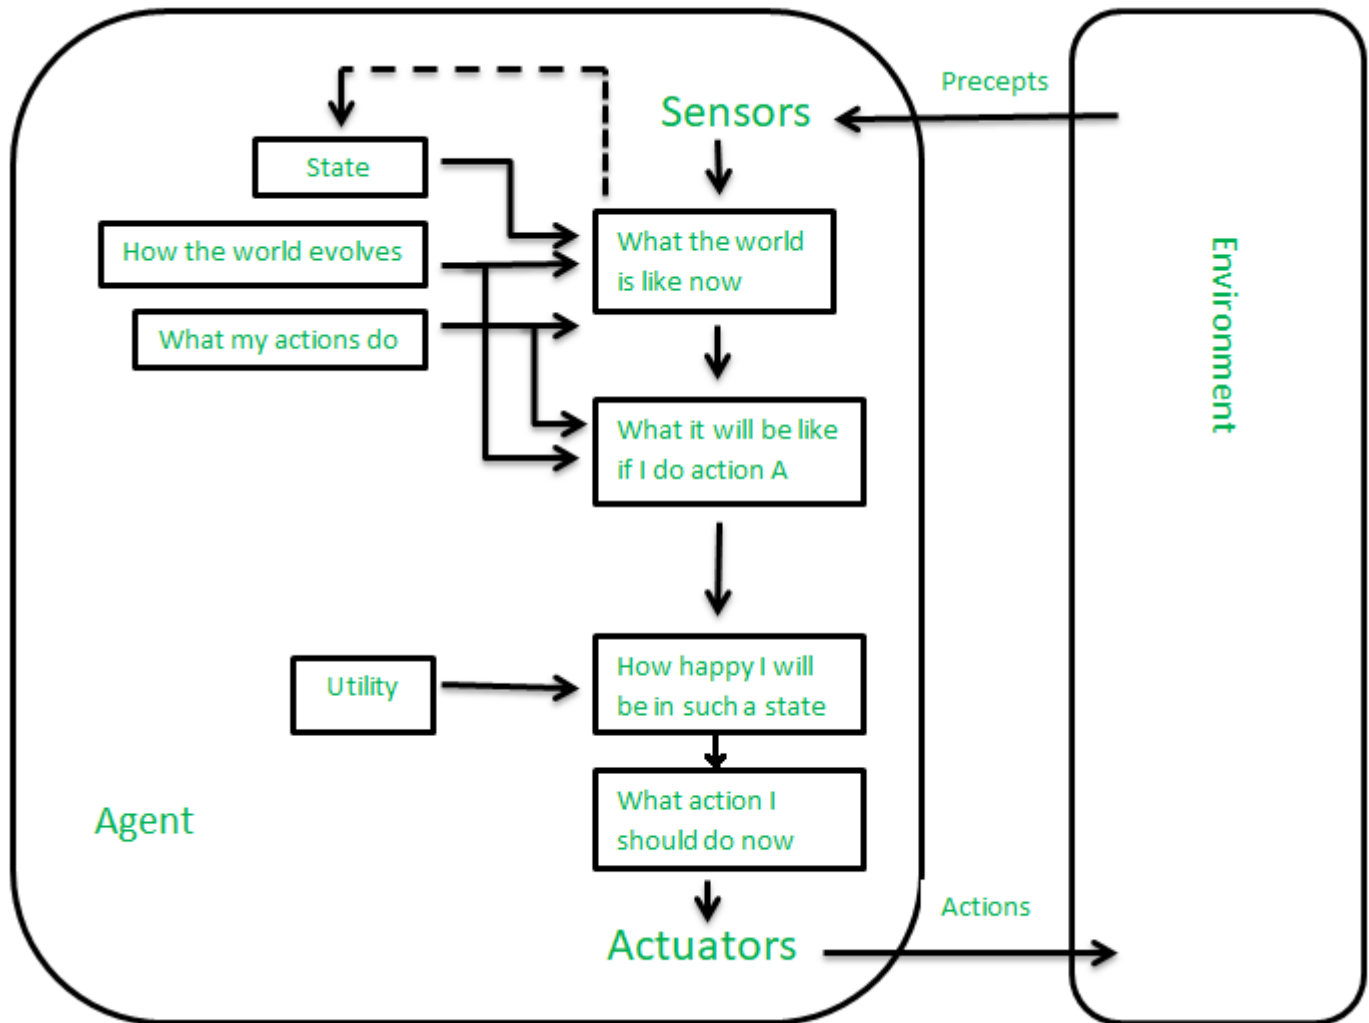 Precepts
Sensors
State
How the world evolves
What my actions do
What the world
is like now
What it will be like
if I do action A
Utility
How happy I will
be in such a state
What action I
should do now
Agent
Actuators
Actions
Environment